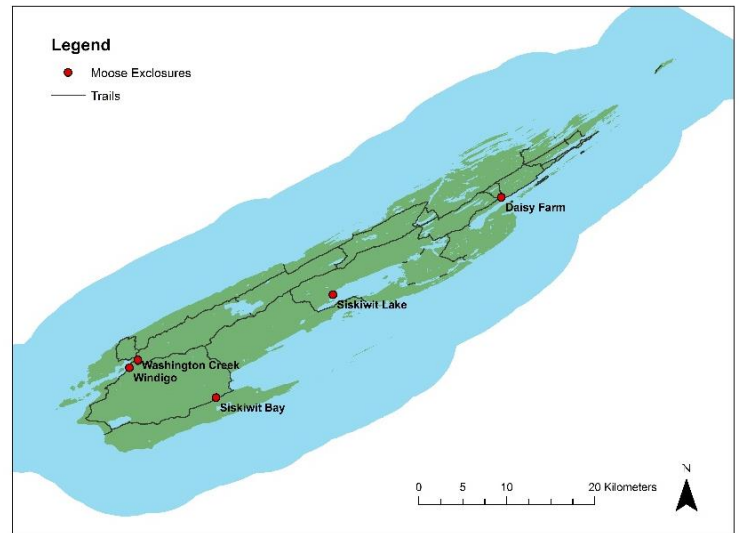 Legend
Moose Exclosures
Trails
Daisy Farm
Siskiwit Lake
Washington Creek
Windigo
Siskiwit Bay
N
0 5 10 20 Kilometers